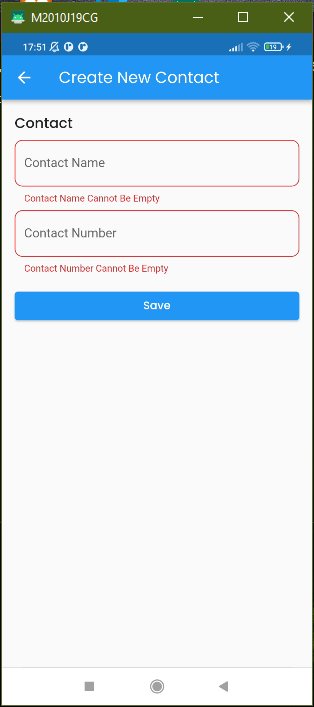 M2010J19CG
17:51
19
Create New Contact
Contact
Contact Name
Contact Name Cannot Be Empty
Contact Number
Contact Number Cannot Be Empty
Save